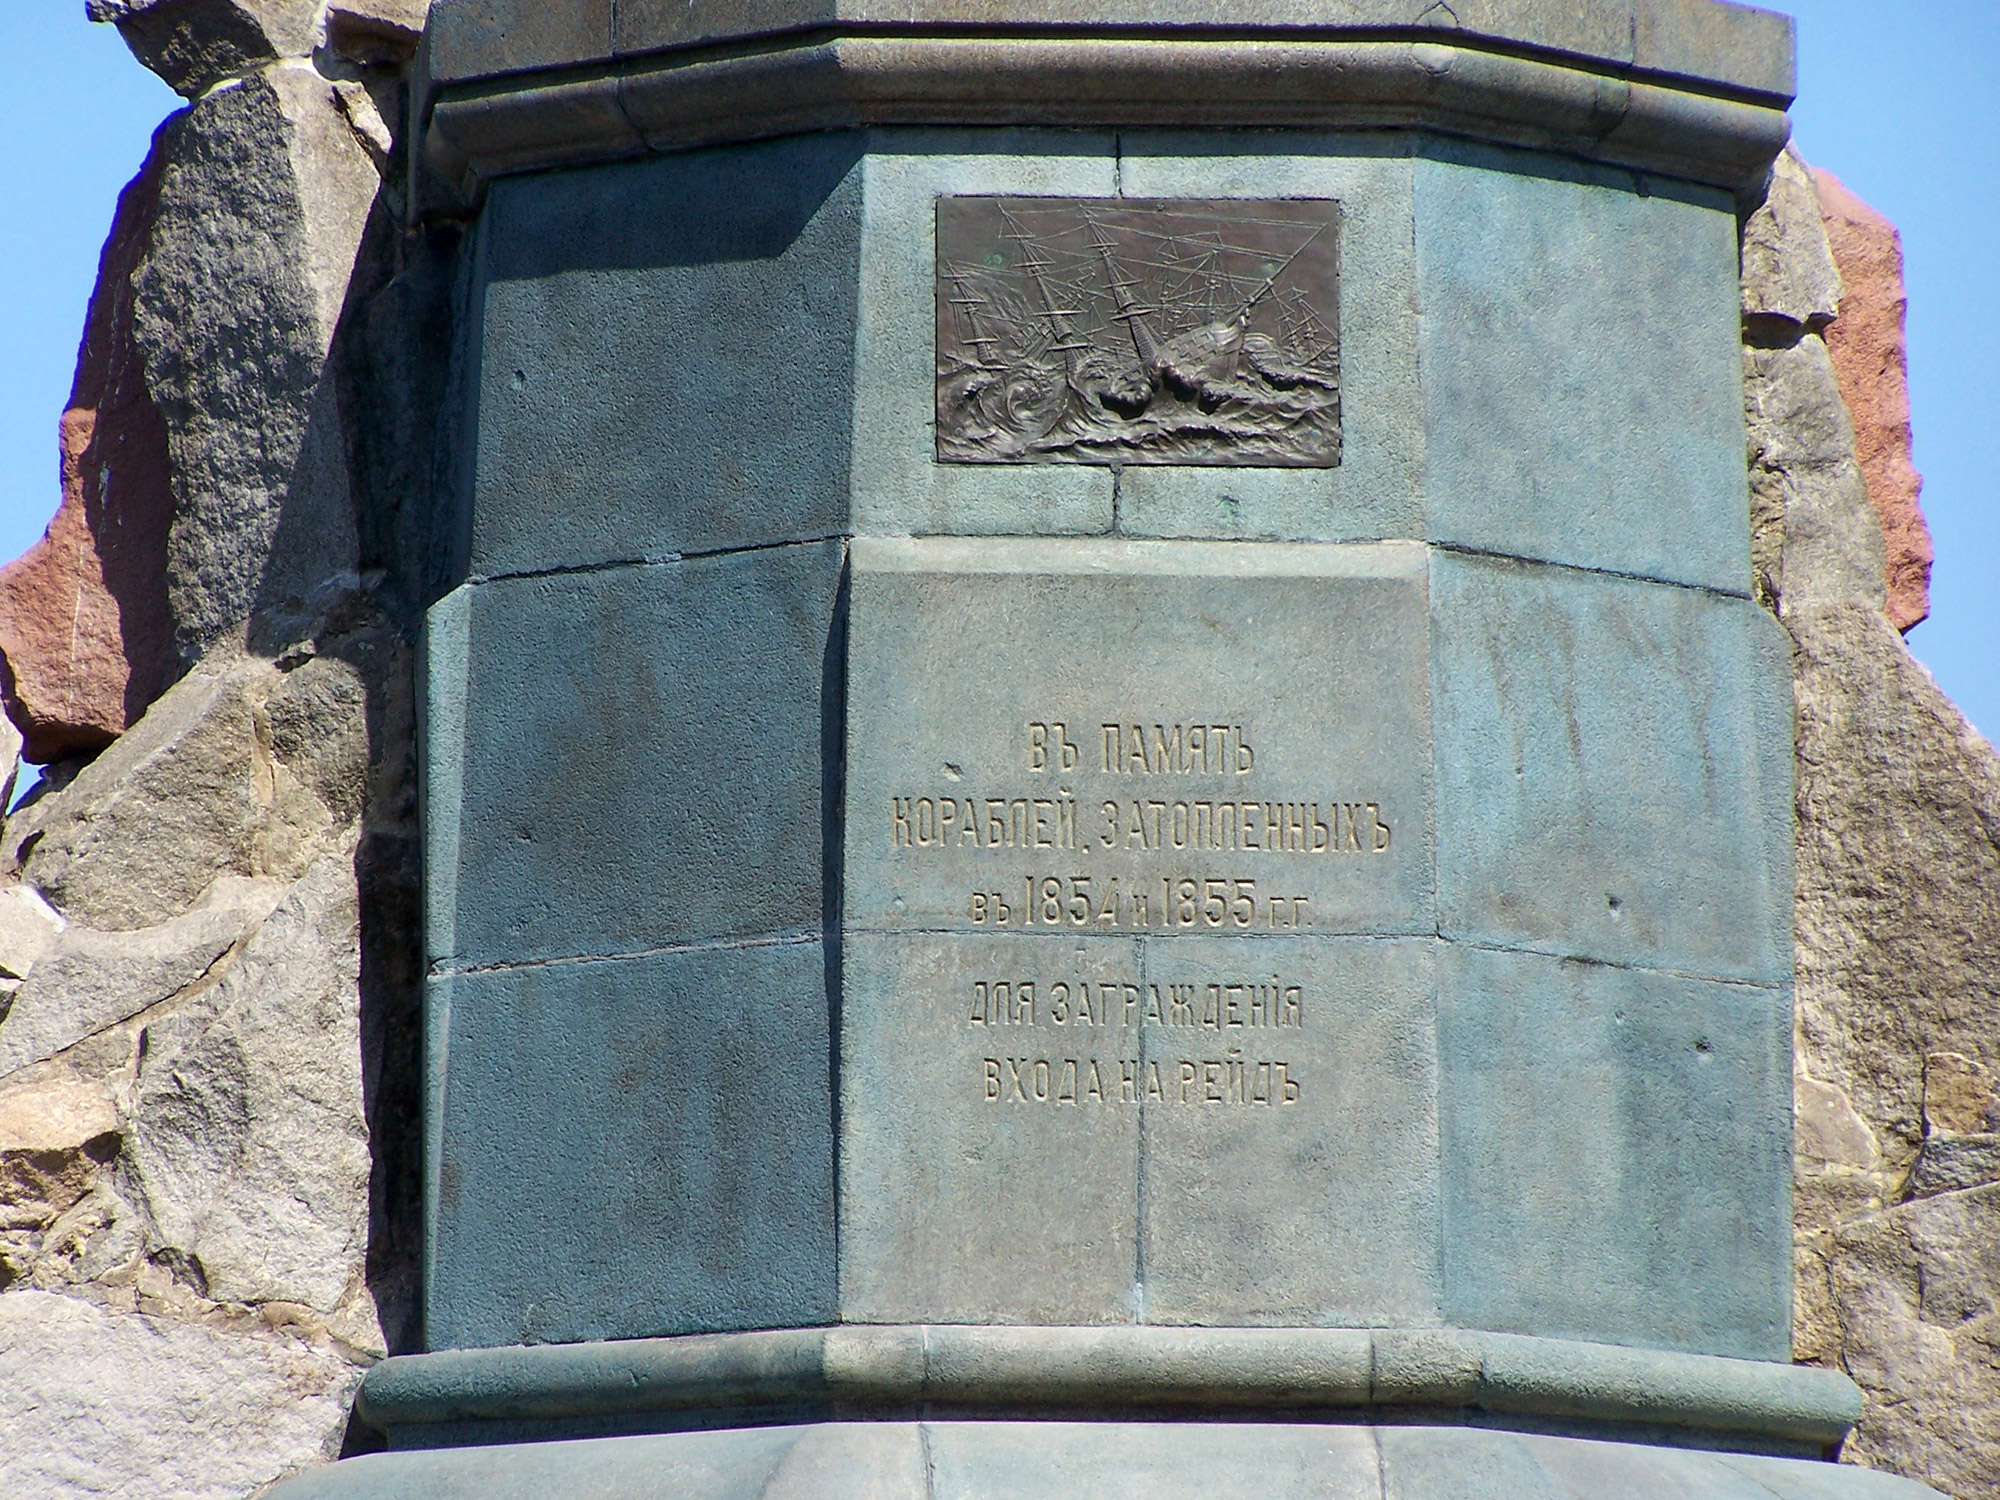 ВЪ ПАМЯТЬ
КОРАБЛЕЙ, ЗАТОПЛЕННЫХЪ
ВЪ 1854 И 1855 Г.Г.
ДЛЯ ЗАГРАЖДЕНІЯ
ВХОДА НА РЕЙДЪ